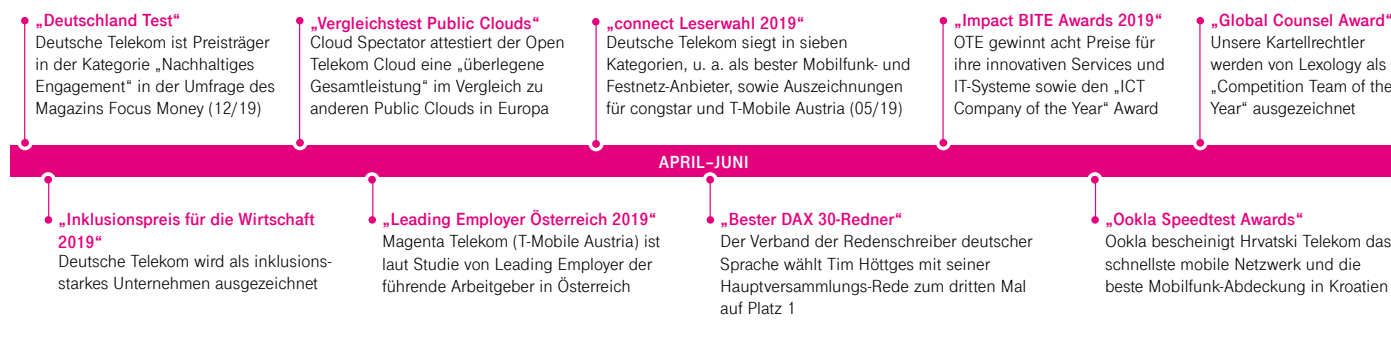 „Deutschland Test“
Deutsche Telekom ist Preisträger
in der Kategorie „Nachhaltiges
Engagement“ in der Umfrage des
Magazins Focus Money (12/19)
„Vergleichstest Public Clouds“
Cloud Spectator attestiert der Open
Telekom Cloud eine „überlegene
Gesamtleistung“ im Vergleich zu
anderen Public Clouds in Europa
„connect Leserwahl 2019“
Deutsche Telekom siegt in sieben
Kategorien, u. a. als bester Mobilfunk- und
Festnetz-Anbieter, sowie Auszeichnungen
für congstar und T-Mobile Austria (05/19)
„Impact BITE Awards 2019“
OTE gewinnt acht Preise für
ihre innovativen Services und
IT-Systeme sowie den „ICT
Company of the Year“ Award
„Global Counsel Award“
Unsere Kartellrechtler
werden von Lexology als
„Competition Team of the
Year“ ausgezeichnet
APRIL–JUNI
„Inklusionspreis für die Wirtschaft
2019“
Deutsche Telekom wird als inklusions-
starkes Unternehmen ausgezeichnet
„Leading Employer Österreich 2019“
Magenta Telekom (T-Mobile Austria) ist
laut Studie von Leading Employer der
führende Arbeitgeber in Österreich
„Bester DAX 30-Redner“
Der Verband der Redenschreiber deutscher
Sprache wählt Tim Höttges mit seiner
Hauptversammlungs-Rede zum dritten Mal
auf Platz 1
„Ookla Speedtest Awards“
Ookla bescheinigt Hrvatski Telekom das
schnellste mobile Netzwerk und die
beste Mobilfunk-Abdeckung in Kroatien